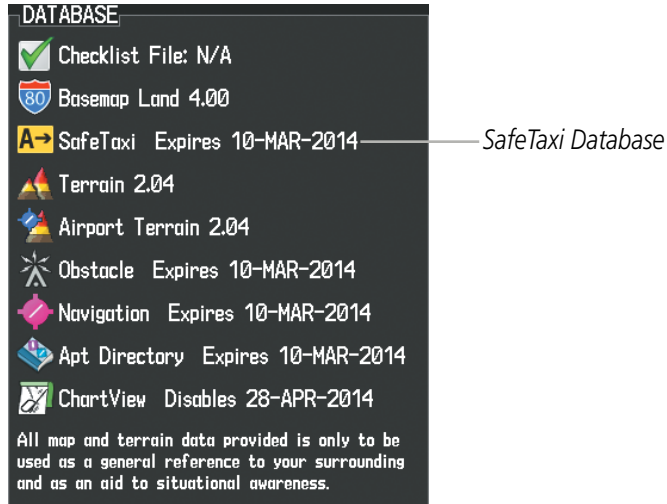 DATABASE
Checklist File: N/A
80 Basemap Land 4.00
A→ SafeTaxi Expires 10-MAR-2014
SafeTaxi Database
Terrain 2.04
Airport Terrain 2.04
Obstacle Expires 10-MAR-2014
Navigation Expires 10-MAR-2014
Apt Directory Expires 10-MAR-2014
ChartView Disables 28-APR-2014
All map and terrain data provided is only to be
used as a general reference to your surrounding
and as an aid to situational awareness.